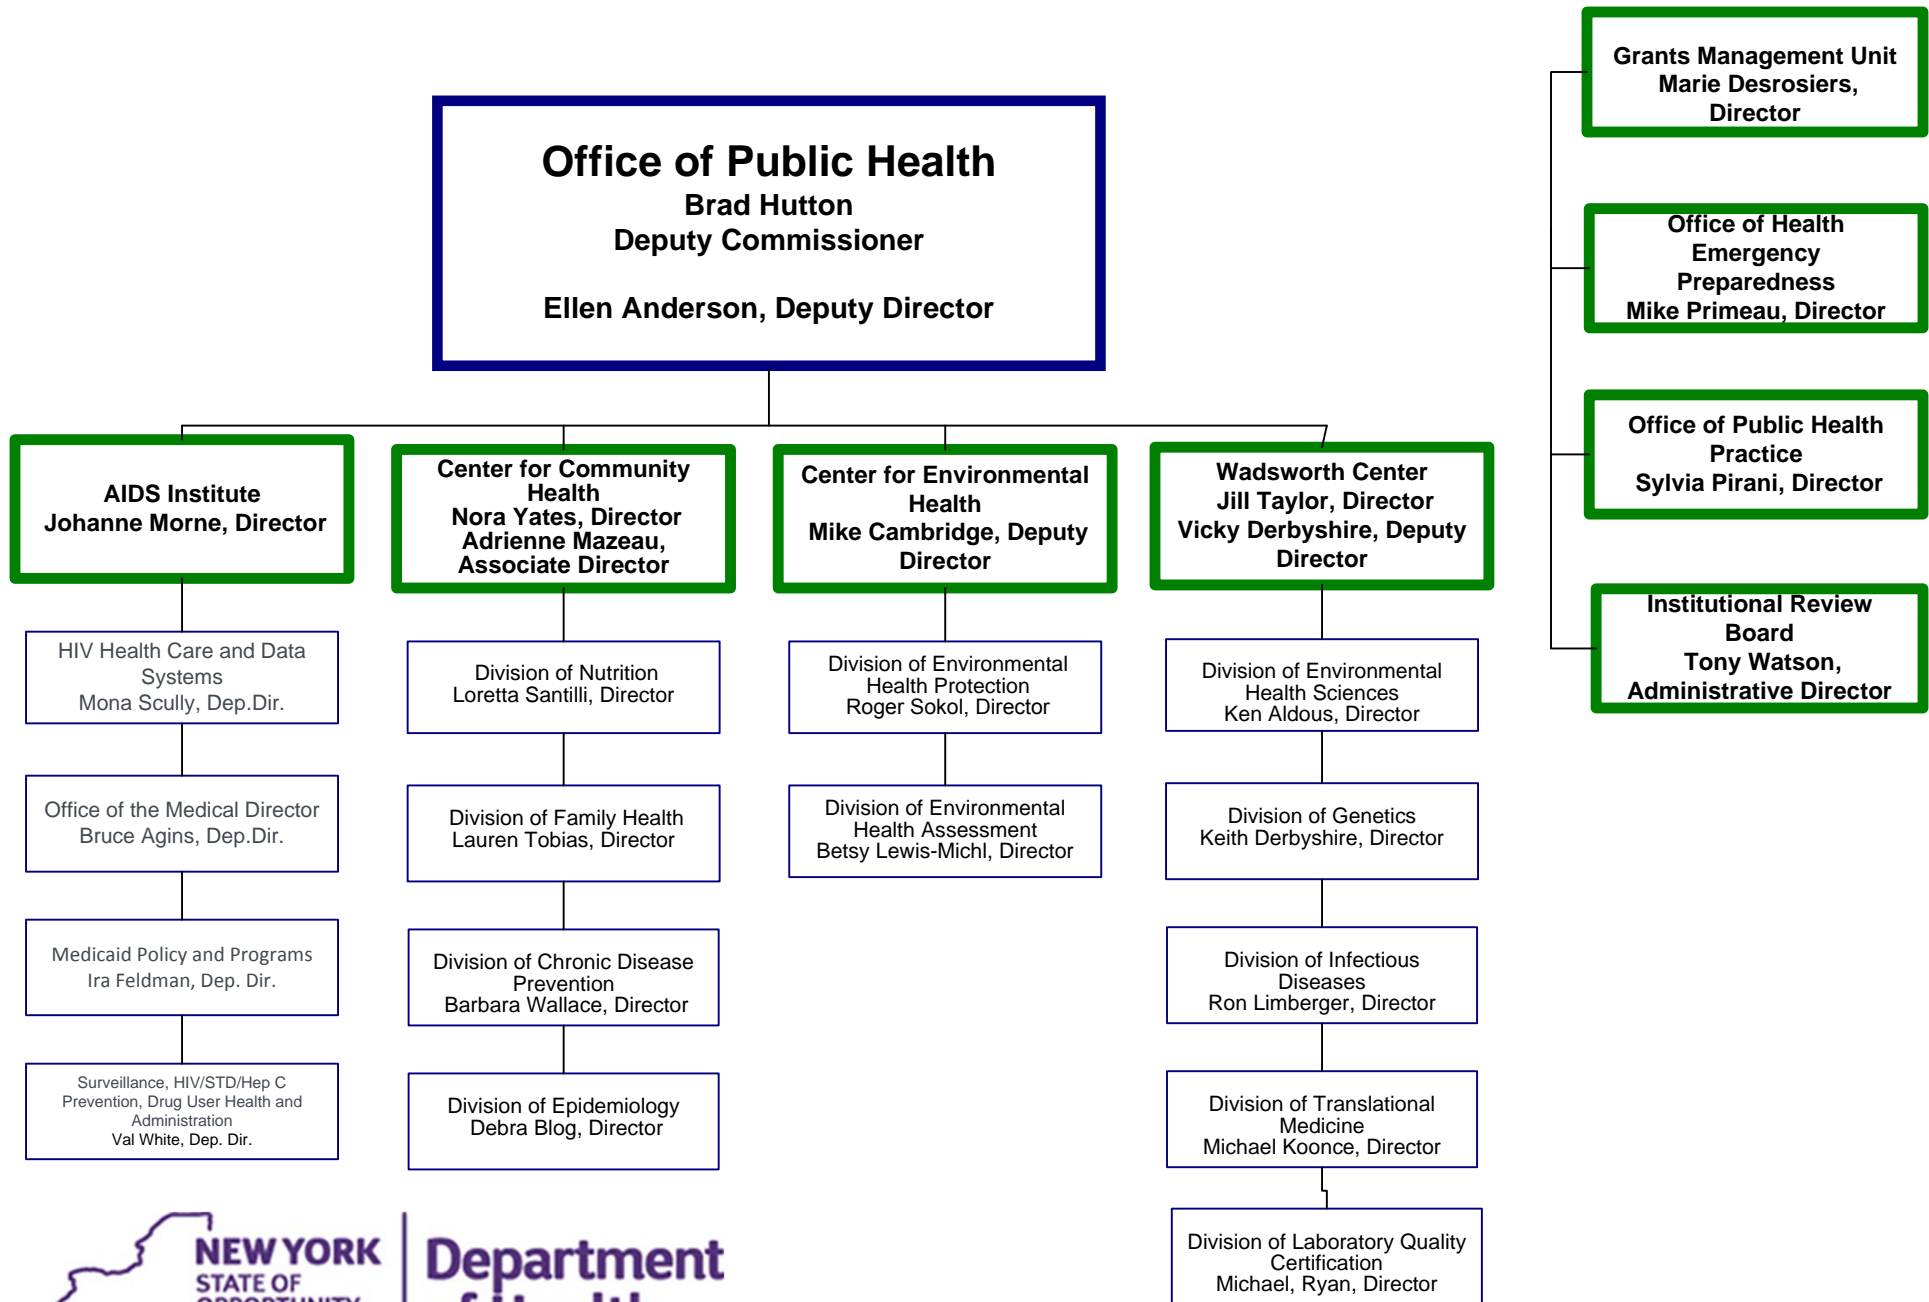 Office of Public Health
Brad Hutton
Deputy Commissioner
Ellen Anderson, Deputy Director
Grants Management Unit
Marie Desrosiers,
Director
Office of Health
Emergency
Preparedness
Mike Primeau, Director
Office of Public Health
Practice
Sylvia Pirani, Director
Institutional Review
Board
Tony Watson,
Administrative Director
AIDS Institute
Johanne Morne, Director
HIV Health Care and Data
Systems
Mona Scully, Dep.Dir.
Office of the Medical Director
Bruce Agins, Dep.Dir.
Medicaid Policy and Programs
Ira Feldman, Dep. Dir.
Surveillance, HIV/STD/Hep C
Prevention, Drug User Health and
Administration
Val White, Dep. Dir.
Center for Community
Health
Nora Yates, Director
Adrienne Mazeau,
Associate Director
Division of Nutrition
Loretta Santilli, Director
Division of Family Health
Lauren Tobias, Director
Division of Chronic Disease
Prevention
Barbara Wallace, Director
Division of Epidemiology
Debra Blog, Director
Center for Environmental
Health
Mike Cambridge, Deputy
Director
Division of Environmental
Health Protection
Roger Sokol, Director
Division of Environmental
Health Assessment
Betsy Lewis-Michl, Director
Wadsworth Center
Jill Taylor, Director
Vicky Derbyshire, Deputy
Director
Division of Environmental
Health Sciences
Ken Aldous, Director
Division of Genetics
Keith Derbyshire, Director
Division of Infectious
Diseases
Ron Limberger, Director
Division of Translational
Medicine
Michael Koonce, Director
Division of Laboratory Quality
Certification
Michael, Ryan, Director
NEW YORK
STATE OF
OPPORTUNITY
Department
of Health